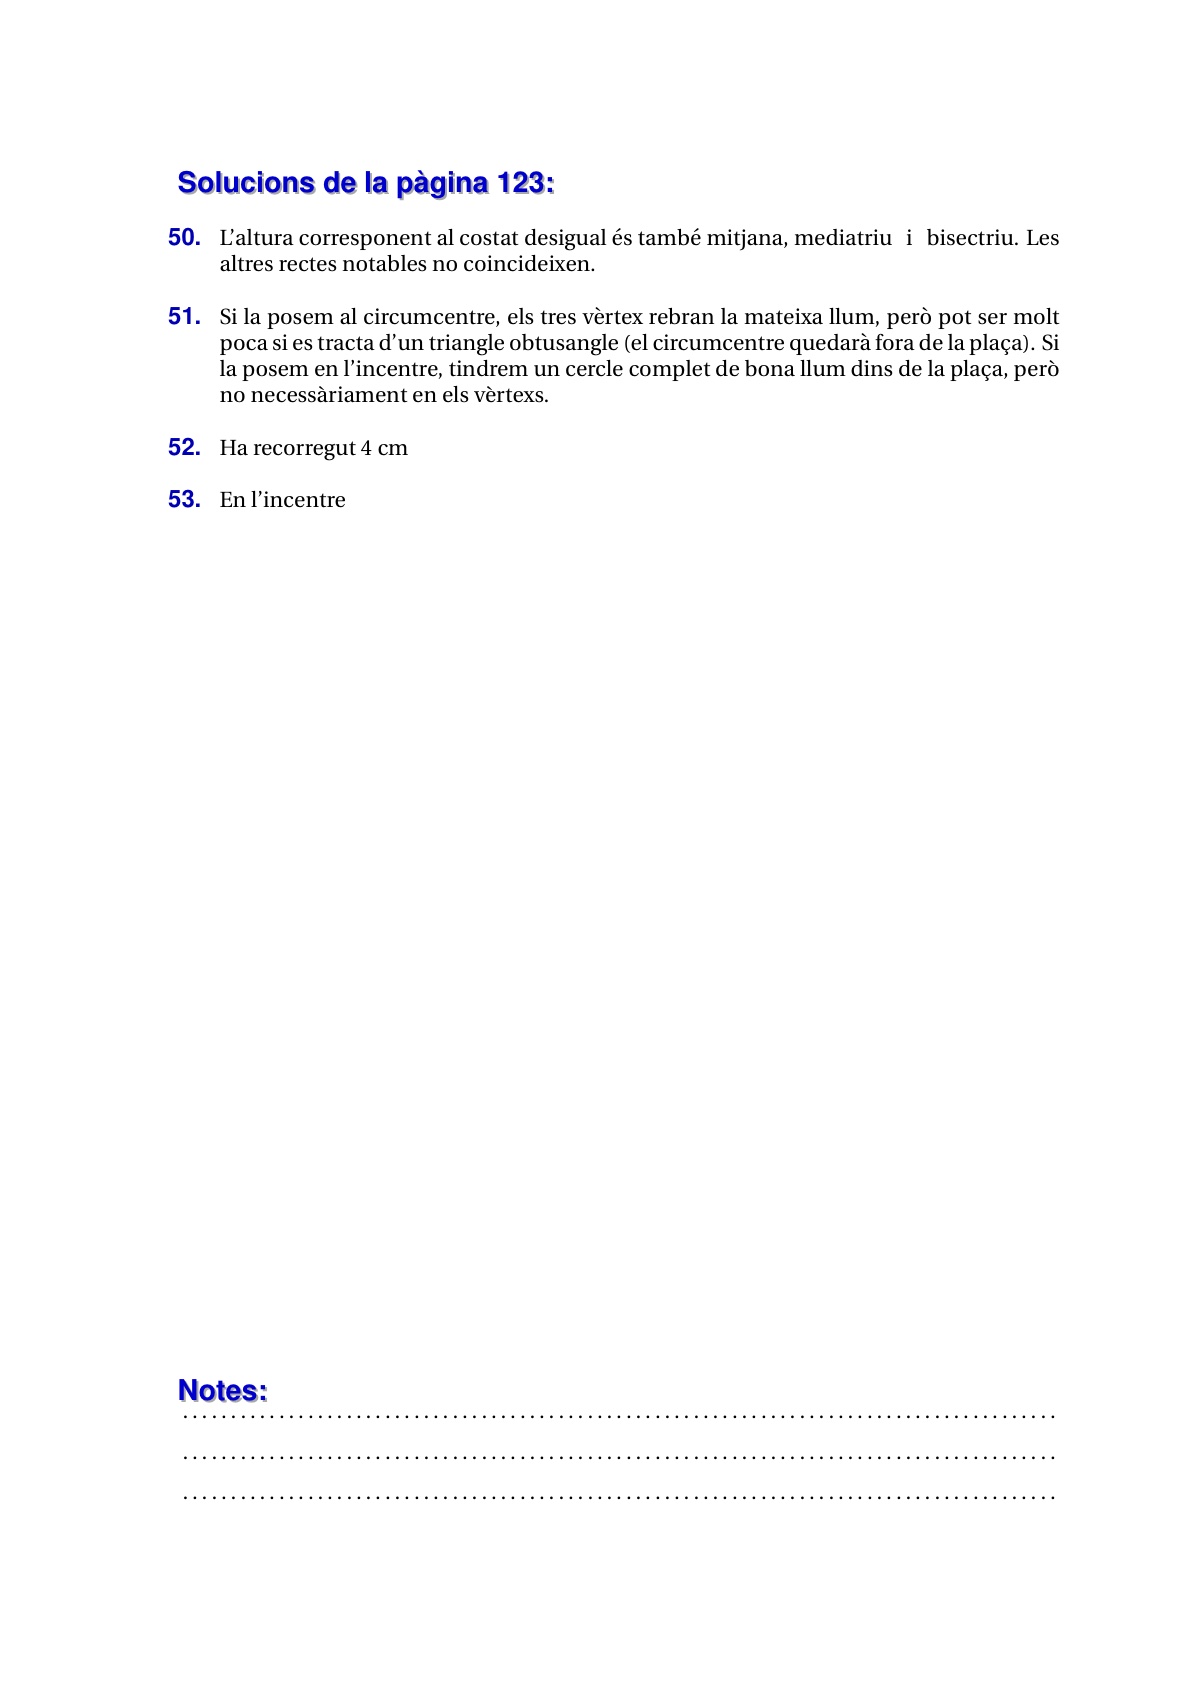 Solucions de la pàgina 123:
50. L’altura corresponent al costat desigual és també mitjana, mediatriu i bisectriu. Les
altres rectes notables no coincideixen.
51. Si la posem al circumcentre, els tres vèrtex rebran la mateixa llum, però pot ser molt
poca si es tracta d’un triangle obtusangle (el circumcentre quedarà fora de la plaça). Si
la posem en l’incentre, tindrem un cercle complet de bona llum dins de la plaça, però
no necessàriament en els vèrtexs.
52. Ha recorregut 4 cm
53. En l’incentre
Notes: